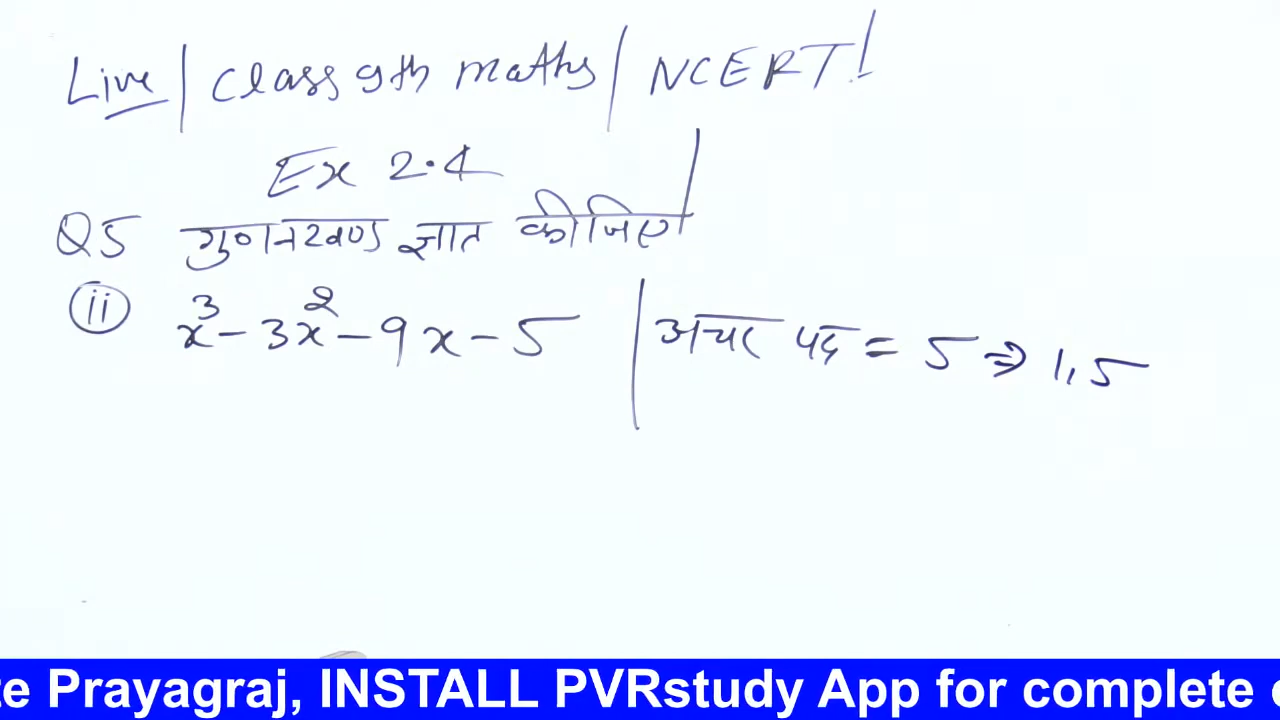 Live | Class 9th maths | NCERT!
Ex 2.4
Q5 गुणनखण्ड ज्ञात कीजिए
(ii) x³ - 3x² - 9x - 5 | अचर पद = 5 ⇒ 1, 5
te Prayagraj, INSTALL PVRstudy App for complete c